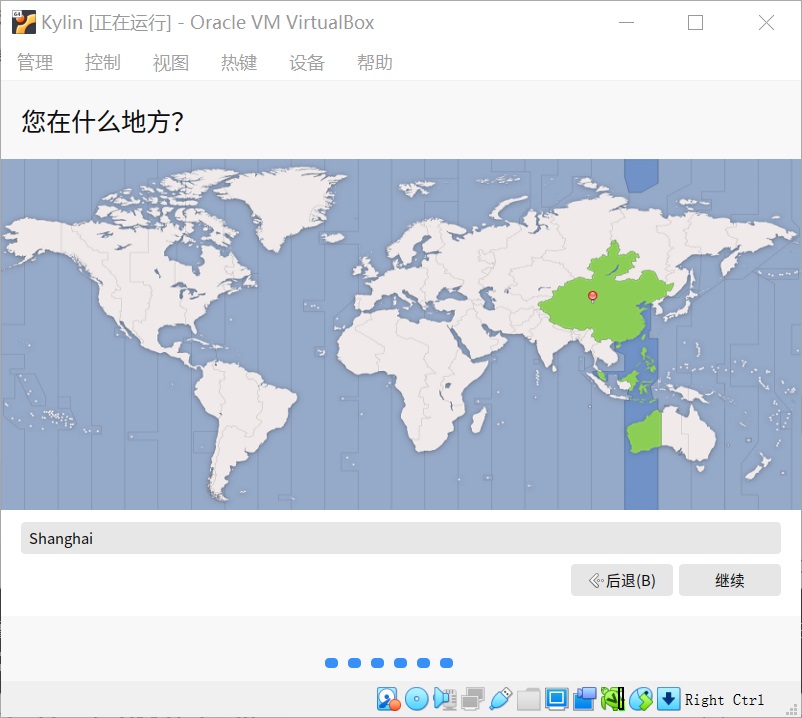 Kylin [正在运行] - Oracle VM VirtualBox
管理 控制 视图 热键 设备 帮助
您在什么地方？
Shanghai
后退(B) 继续
Right Ctrl